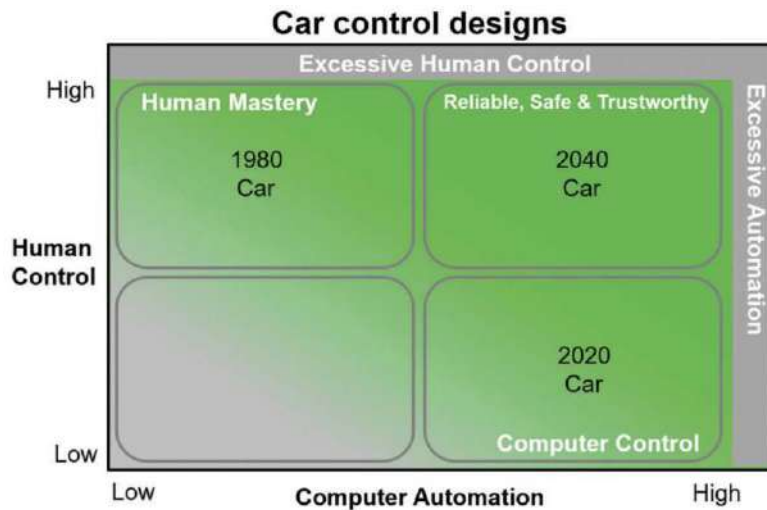 Car control designs
Excessive Human Control
High
Human Mastery
Reliable, Safe & Trustworthy
Excessive Automation
1980
Car
2040
Car
Human
Control
2020
Car
Computer Control
Low
Low
Computer Automation
High